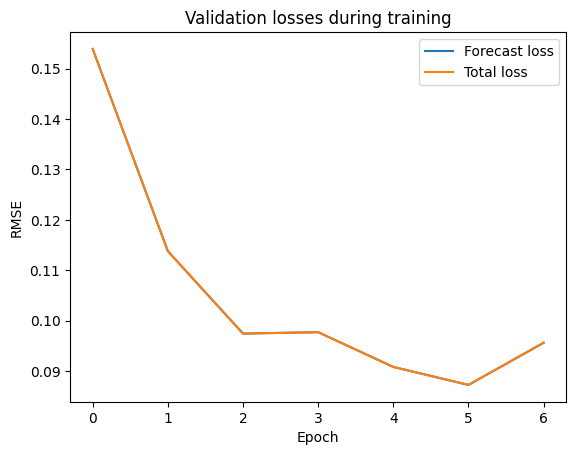 Validation losses during training
Forecast loss
Total loss
0.15
0.14
0.13
0.12
0.11
0.10
0.09
RMSE
0 1 2 3 4 5 6
Epoch